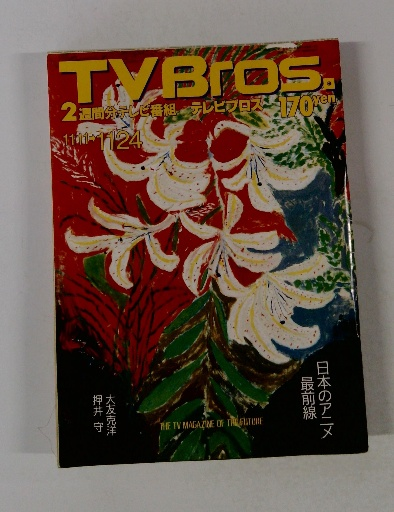 TVBros.
2週間分テレビ番組 テレビブロス 170yen
11 11・11 24
日本のアニメ
最前線
大友克洋
押井 守
THE TV MAGAZINE OF THE FUTURE